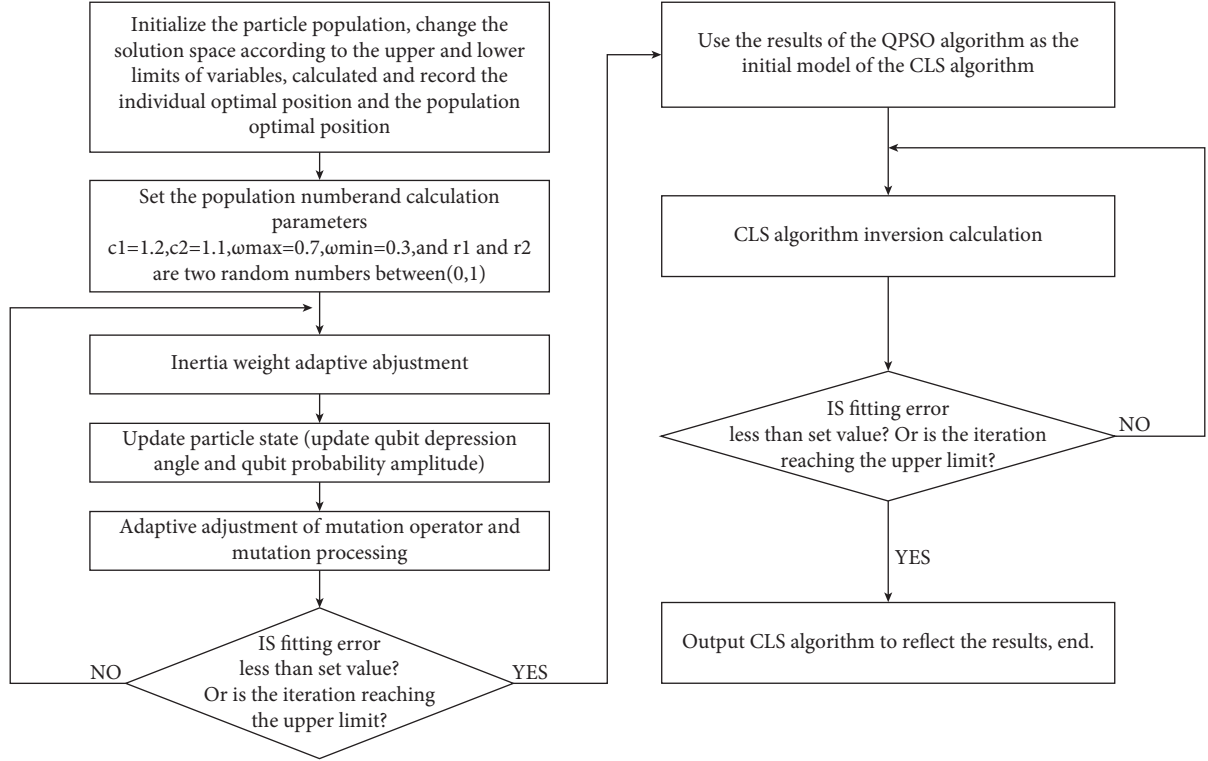 Initialize the particle population, change the
solution space according to the upper and lower
limits of variables, calculated and record the
individual optimal position and the population
optimal position
Set the population numberand calculation
parameters
c1=1.2,c2=1.1,ωmax=0.7,ωmin=0.3,and r1 and r2
are two random numbers between(0,1)
Inertia weight adaptive abjustment
Update particle state (update qubit depression
angle and qubit probability amplitude)
Adaptive adjustment of mutation operator and
mutation processing
IS fitting error
less than set value?
Or is the iteration reaching
the upper limit?
NO
YES
Use the results of the QPSO algorithm as the
initial model of the CLS algorithm
CLS algorithm inversion calculation
IS fitting error
less than set value? Or is the iteration
reaching the upper limit?
NO
YES
Output CLS algorithm to reflect the results, end.